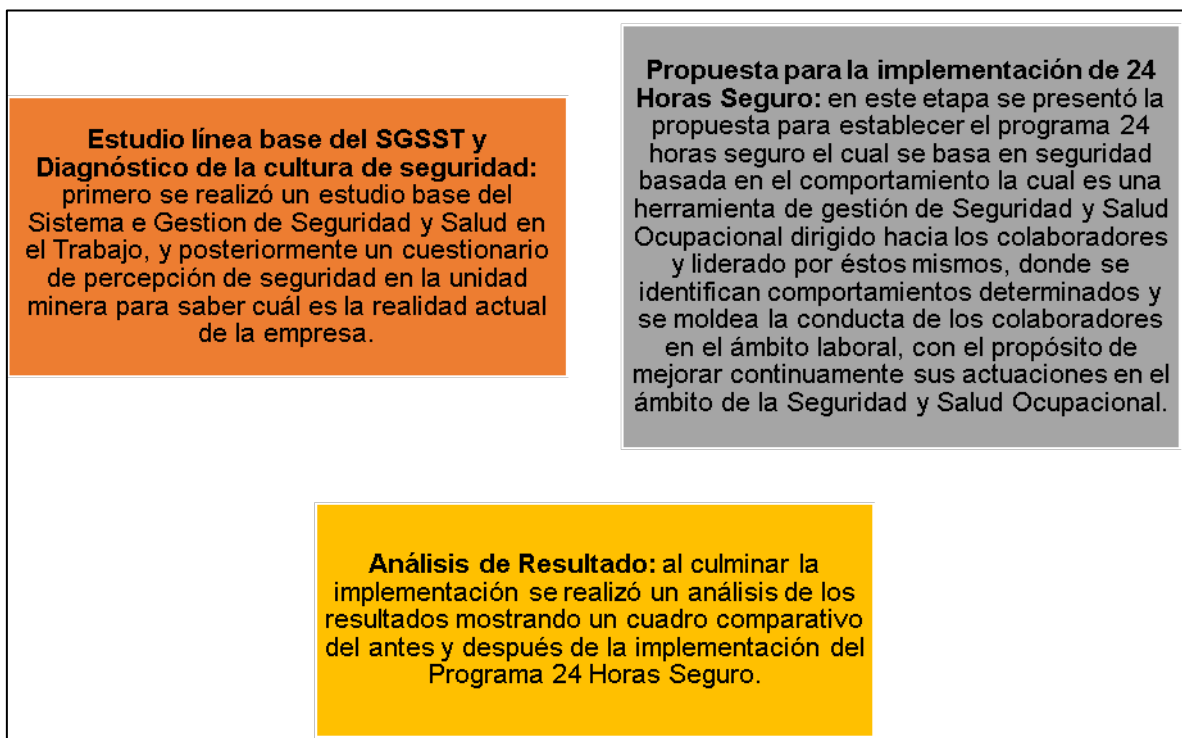 Estudio línea base del SGSST y
Diagnóstico de la cultura de seguridad:
primero se realizó un estudio base del
Sistema e Gestion de Seguridad y Salud en
el Trabajo, y posteriormente un cuestionario
de percepción de seguridad en la unidad
minera para saber cuál es la realidad actual
de la empresa.
Propuesta para la implementación de 24
Horas Seguro: en este etapa se presentó la
propuesta para establecer el programa 24
horas seguro el cual se basa en seguridad
basada en el comportamiento la cual es una
herramienta de gestión de Seguridad y Salud
Ocupacional dirigido hacia los colaboradores
y liderado por éstos mismos, donde se
identifican comportamientos determinados y
se moldea la conducta de los colaboradores
en el ámbito laboral, con el propósito de
mejorar continuamente sus actuaciones en el
ámbito de la Seguridad y Salud Ocupacional.
Análisis de Resultado: al culminar la
implementación se realizó un análisis de los
resultados mostrando un cuadro comparativo
del antes y después de la implementación del
Programa 24 Horas Seguro.